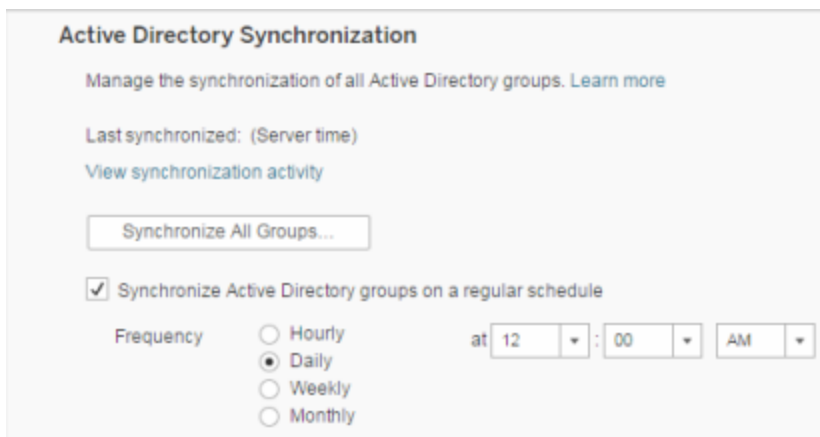 Active Directory Synchronization
Manage the synchronization of all Active Directory groups. Learn more
Last synchronized: (Server time)
View synchronization activity
Synchronize All Groups...
Synchronize Active Directory groups on a regular schedule
Frequency Hourly at 12 : 00 AM
Daily
Weekly
Monthly